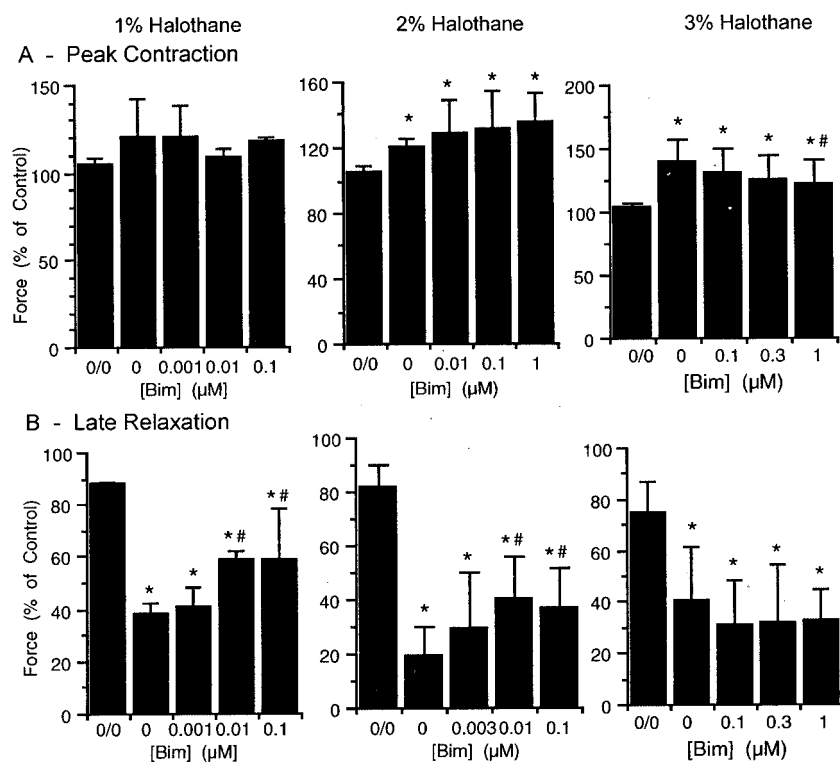 1% Halothane 2% Halothane 3% Halothane
A - Peak Contraction
Force (% of Control)
150
100
50
0
0/0 0 0.001 0.01 0.1
[Bim] (µM]
160
120
80
40
0
* * * *
0/0 0 0.01 0.1 1
[Bim] (µM)
200
150
100
50
0
* * * *#
0/0 0 0.1 0.3 1
[Bim] (µM)
B - Late Relaxation
Force (% of Control)
100
80
60
40
20
0
* * *# *#
0/0 0 0.001 0.01 0.1
[Bim] (µM)
100
80
60
40
20
0
* * *# *#
0/0 0 0.003 0.01 0.1
[Bim] (µM)
100
80
60
40
20
0
* * * *
0/0 0 0.1 0.3 1
[Bim] (µM)